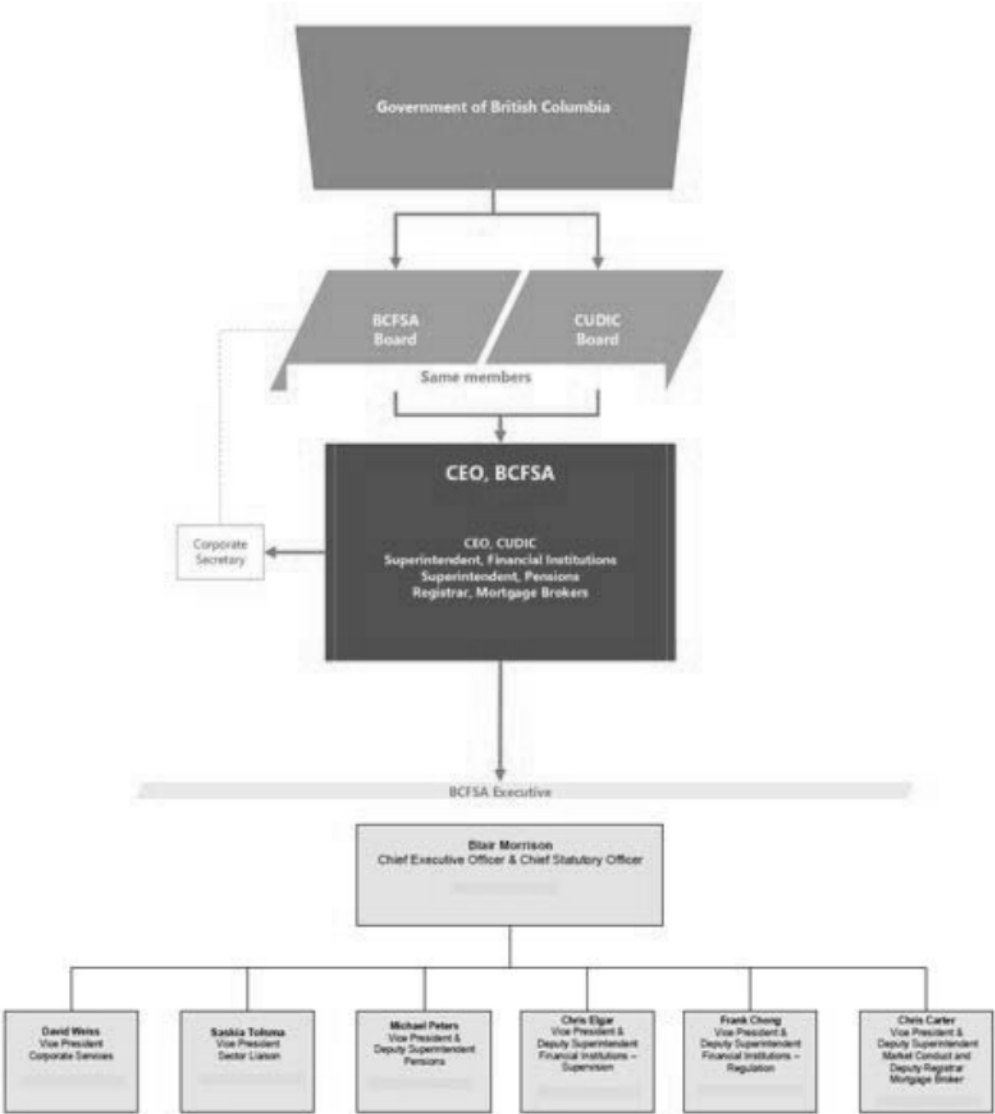 Government of British Columbia
BCFSA
Board
CUDIC
Board
Same members
CEO, BCFSA
CEO, CUDIC
Superintendent, Financial Institutions
Superintendent, Pensions
Registrar, Mortgage Brokers
Corporate
Secretary
BCFSA Executive
Blair Morrison
Chief Executive Officer & Chief Statutory Officer
David Weiss
Vice President
Corporate Services
Saskia Tolsma
Vice President
Sector Liaison
Michael Peters
Vice President &
Deputy Superintendent
Pensions
Chris Elgar
Vice President &
Deputy Superintendent
Financial Institutions –
Supervision
Frank Chong
Vice President &
Deputy Superintendent
Financial Institutions –
Regulation
Chris Carter
Vice President &
Deputy Superintendent
Market Conduct and
Deputy Registrar
Mortgage Broker